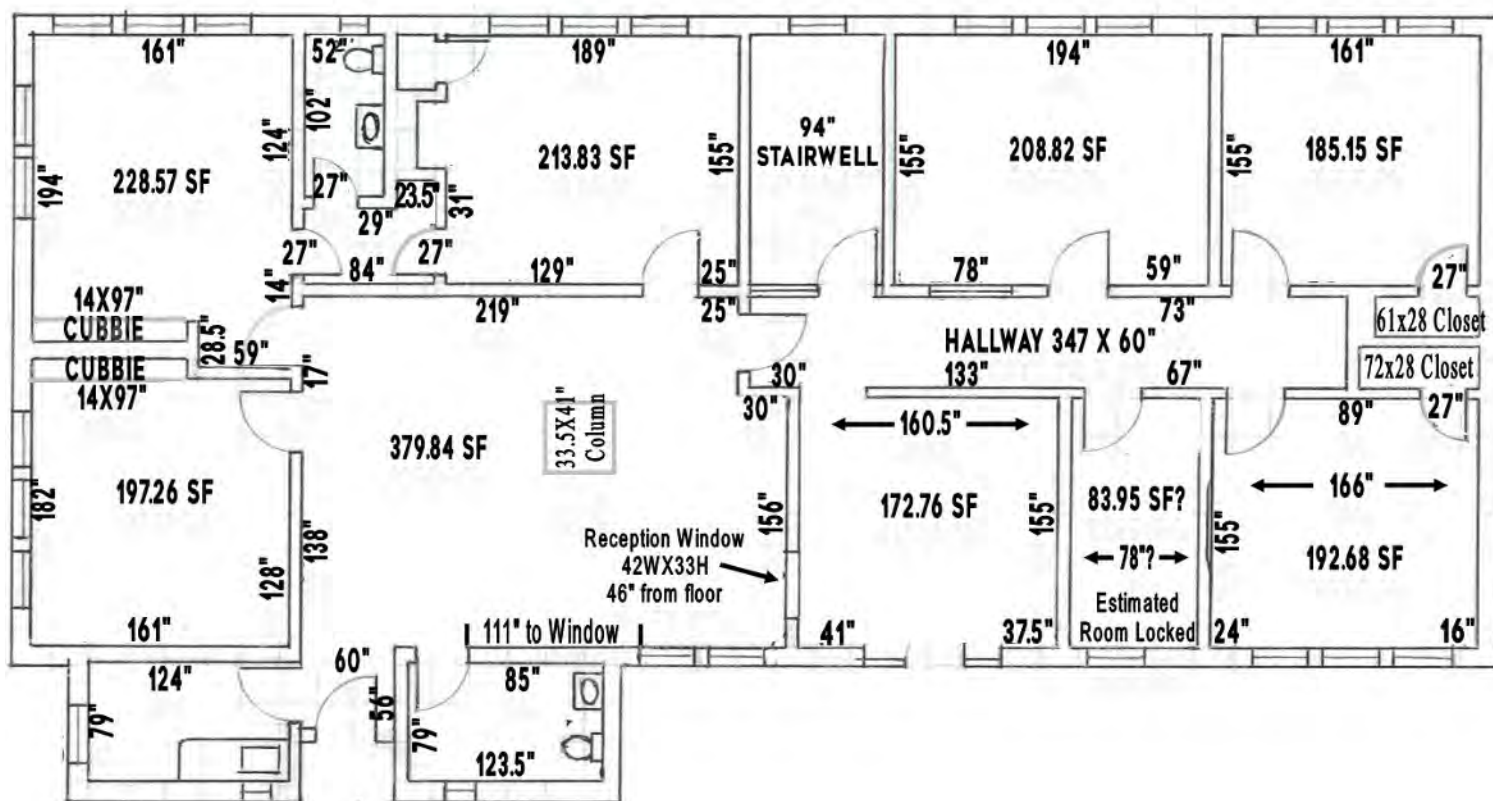 161"
52"
189"
194"
161"
102"
124"
94"
STAIRWELL
155"
155"
155"
228.57 SF
213.83 SF
208.82 SF
185.15 SF
194"
27"
23.5"
31"
29"
27"
84"
27"
129"
25"
78"
59"
27"
14"
14X97"
CUBBIE
219"
25"
73"
61x28 Closet
28.5"
59"
17"
HALLWAY 347 X 60"
CUBBIE
14X97"
72x28 Closet
30"
133"
67"
30"
33.5X41"
Column
160.5"
89"
27"
379.84 SF
182"
197.26 SF
156"
172.76 SF
155"
83.95 SF?
155"
166"
138"
128"
Reception Window
42WX33H
46" from floor
78"?
192.68 SF
Estimated
Room Locked
161"
111" to Window
41"
37.5"
24"
16"
124"
60"
85"
79"
56"
79"
123.5"